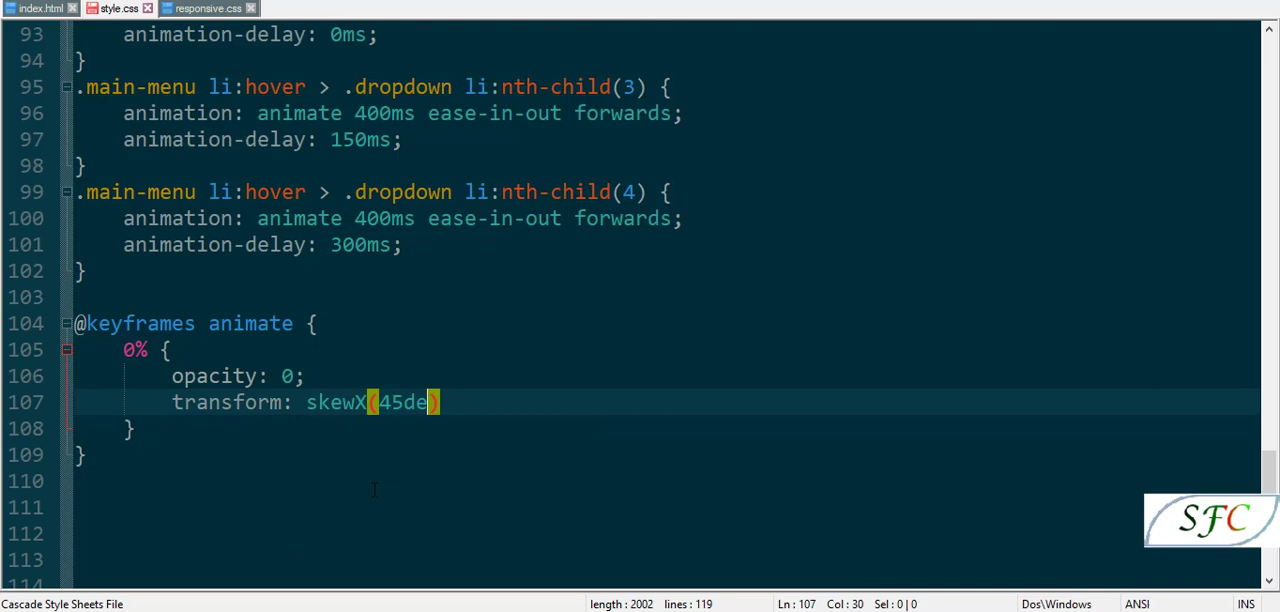 index.html style.css responsive.css
93 animation-delay: 0ms;
94 }
95 .main-menu li:hover > .dropdown li:nth-child(3) {
96 animation: animate 400ms ease-in-out forwards;
97 animation-delay: 150ms;
98 }
99 .main-menu li:hover > .dropdown li:nth-child(4) {
100 animation: animate 400ms ease-in-out forwards;
101 animation-delay: 300ms;
102 }
103
104 @keyframes animate {
105 0% {
106 opacity: 0;
107 transform: skewX(45de)
108 }
109 }
110
111
112
113
114
SFC
Cascade Style Sheets File length : 2002 lines : 119 Ln : 107 Col : 30 Sel : 0 | 0 Dos\Windows ANSI INS